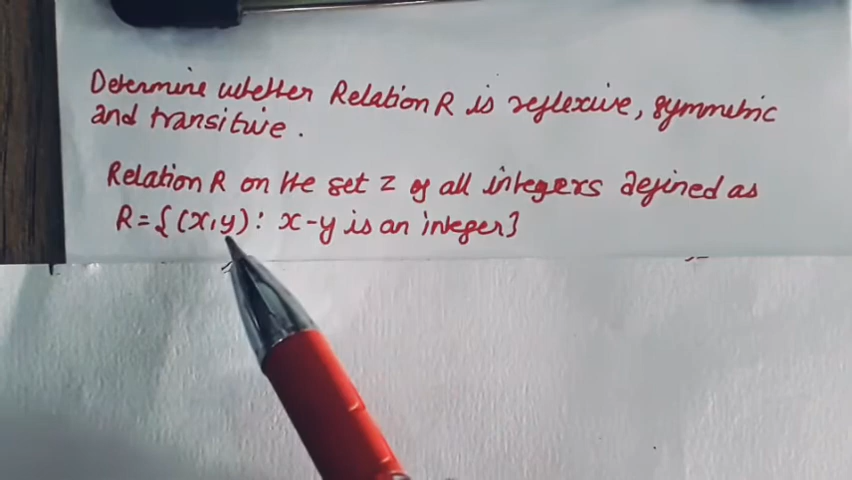 Determine whether Relation R is reflexive, symmetric
and transitive.
Relation R on the set Z of all integers defined as
R = {(x,y): x-y is an integer}